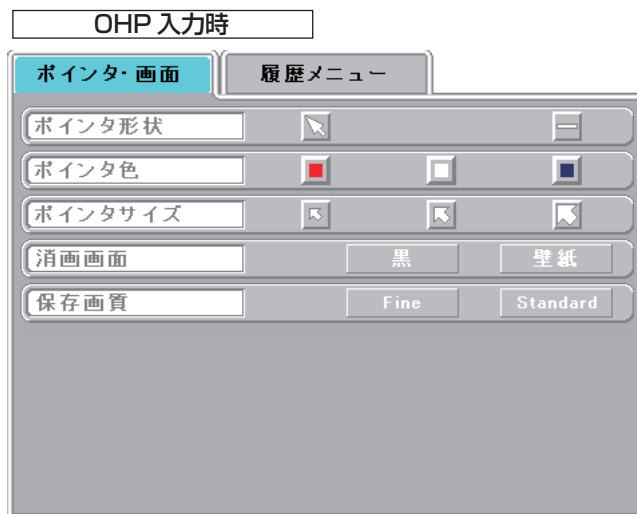 OHP 入力時
ポインタ・画面 履歴メニュー
ポインタ形状
ポインタ色
ポインタサイズ
消画画面 黒 壁紙
保存画質 Fine Standard